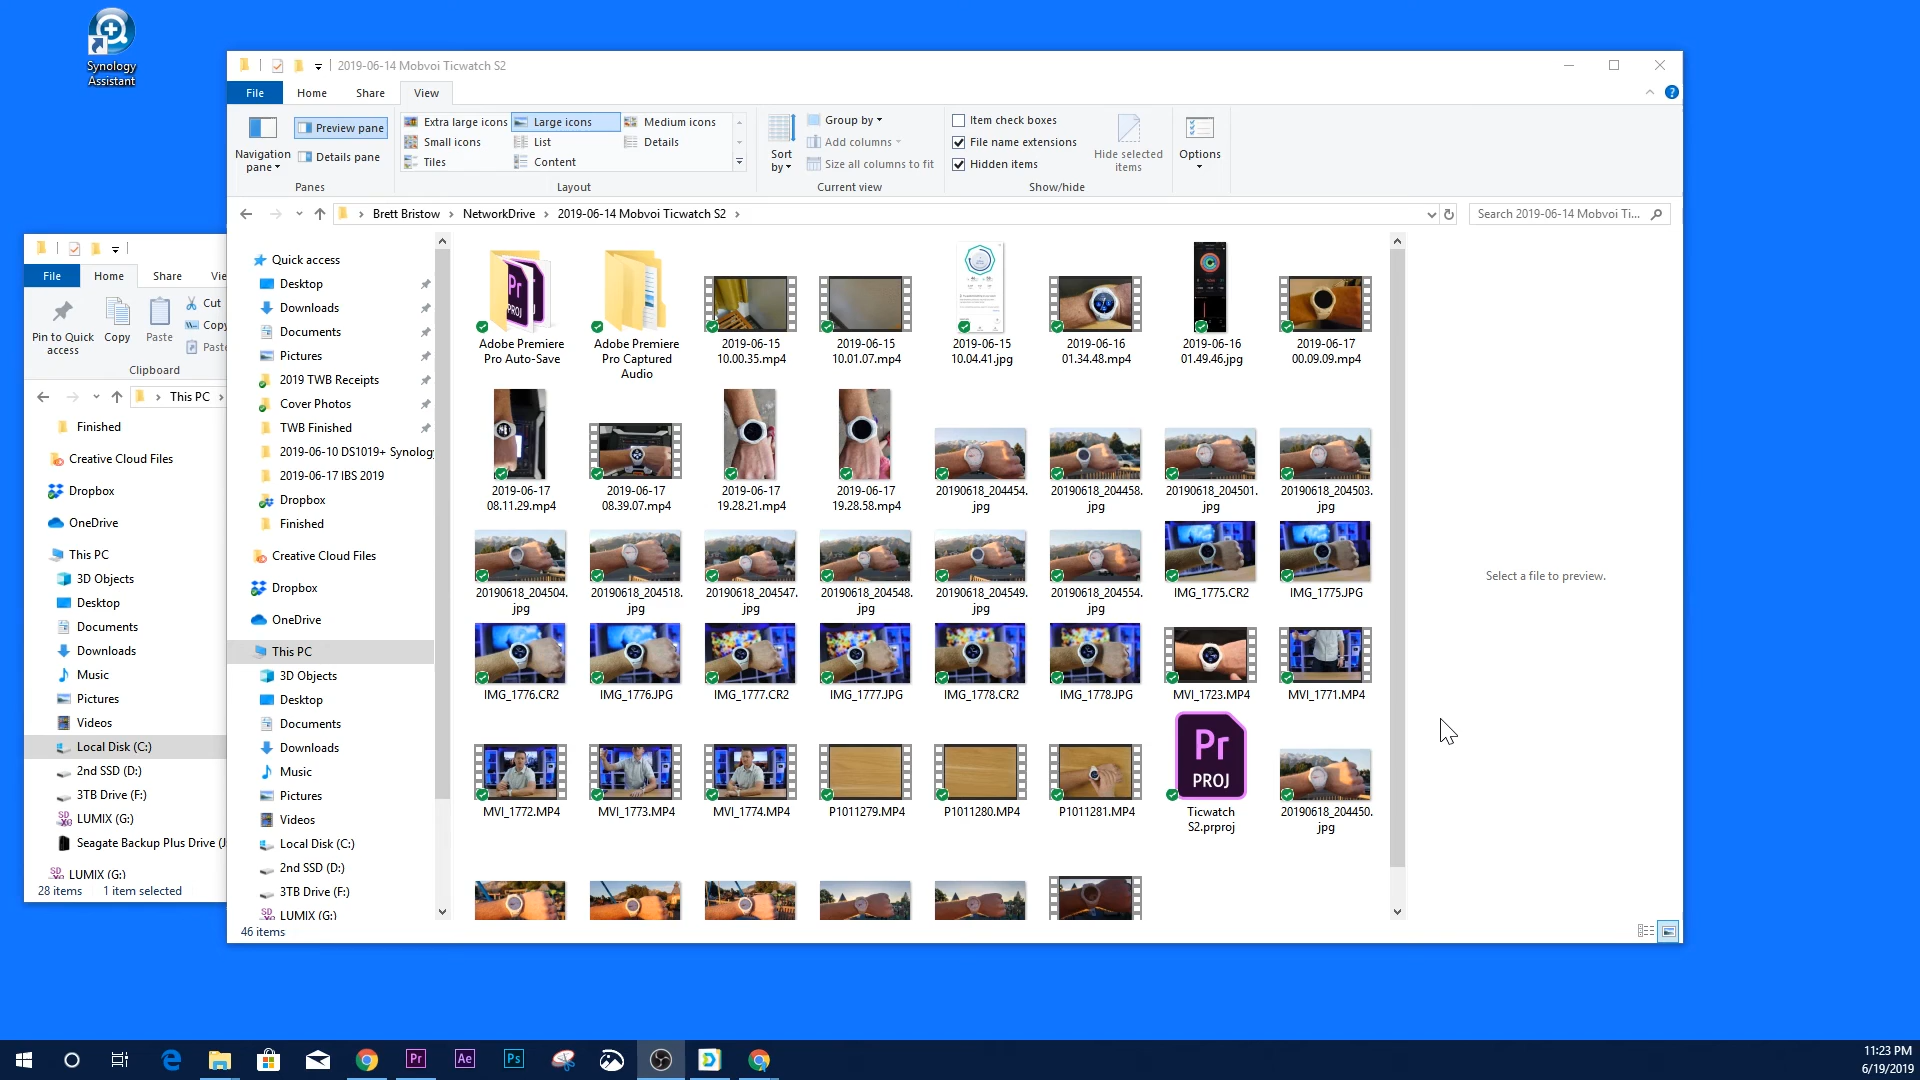 Synology
Assistant
2019-06-14 Mobvoi Ticwatch S2
File
Home
Share
View
Navigation
pane
Preview pane
Details pane
Panes
Extra large icons
Large icons
Medium icons
Small icons
List
Details
Tiles
Content
Layout
Sort
by
Group by
Add columns
Size all columns to fit
Current view
Item check boxes
File name extensions
Hidden items
Hide selected
items
Show/hide
Options
Brett Bristow
NetworkDrive
2019-06-14 Mobvoi Ticwatch S2
Search 2019-06-14 Mobvoi Ti...
File
Home
Share
Pin to Quick
access
Copy
Paste
Cut
Clipboard
This PC
Finished
Creative Cloud Files
Dropbox
OneDrive
This PC
3D Objects
Desktop
Documents
Downloads
Music
Pictures
Videos
Local Disk (C:)
2nd SSD (D:)
3TB Drive (F:)
LUMIX (G:)
Seagate Backup Plus Drive (J
LUMIX (G:)
28 items
1 item selected
Quick access
Desktop
Downloads
Documents
Pictures
2019 TWB Receipts
Cover Photos
TWB Finished
2019-06-10 DS1019+ Synolog
2019-06-17 IBS 2019
Dropbox
Finished
Creative Cloud Files
Dropbox
OneDrive
This PC
3D Objects
Desktop
Documents
Downloads
Music
Pictures
Videos
Local Disk (C:)
2nd SSD (D:)
3TB Drive (F:)
LUMIX (G:)
46 items
Adobe Premiere
Pro Auto-Save
Adobe Premiere
Pro Captured
Audio
2019-06-15
10.00.35.mp4
2019-06-15
10.01.07.mp4
2019-06-15
10.04.41.jpg
2019-06-16
01.34.48.mp4
2019-06-16
01.49.46.jpg
2019-06-17
00.09.09.mp4
2019-06-17
08.11.29.mp4
2019-06-17
08.39.07.mp4
2019-06-17
19.28.21.mp4
2019-06-17
19.28.58.mp4
20190618_204454.
jpg
20190618_204458.
jpg
20190618_204501.
jpg
20190618_204503.
jpg
20190618_204504.
jpg
20190618_204518.
jpg
20190618_204547.
jpg
20190618_204548.
jpg
20190618_204549.
jpg
20190618_204554.
jpg
IMG_1775.CR2
IMG_1775.JPG
IMG_1776.CR2
IMG_1776.JPG
IMG_1777.CR2
IMG_1777.JPG
IMG_1778.CR2
IMG_1778.JPG
MVI_1723.MP4
MVI_1771.MP4
MVI_1772.MP4
MVI_1773.MP4
MVI_1774.MP4
P1011279.MP4
P1011280.MP4
P1011281.MP4
Pr
PROJ
Ticwatch
S2.prproj
20190618_204450.
jpg
Select a file to preview.
Pr
Ae
Ps
11:23 PM
6/19/2019